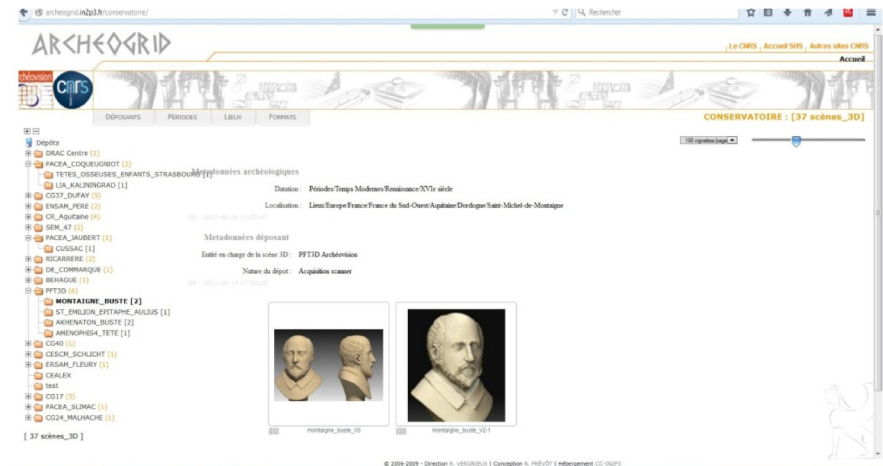 archeogrid.in2p3.fr/conservatoire/
Rechercher
ARCHEOGRID
Le CNRS | Accueil SHS | Autres sites CNRS
Accueil
archéovision
cnrs
DÉPOSANTS PÉRIODES LIEUX FORMATS
CONSERVATOIRE : [37 scènes_3D]
100 vignettes/page
Dépôts
DRAC Centre (1)
PACEA_COQUEUGNIOT (2)
TETES_OSSEUSES_ENFANTS_STRASBOURG [1]
LIA_KALININGRAD [1]
CG37_DUFAY (5)
ENSAM_PERE (2)
CR_Aquitaine (4)
SEM_47 (2)
PACEA_JAUBERT (1)
CUSSAC [1]
RICARRERE (2)
DE_COMMARQUE (1)
BEHAGUE (1)
PFT3D (6)
MONTAIGNE_BUSTE [2]
ST_EMILION_EPITAPHE_AULIUS [1]
AKHENATON_BUSTE [2]
AMENOPHIS4_TETE [1]
CG40 (1)
CESCM_SCHLICHT (1)
ERSAM_FLEURY (1)
CEALEX
test
CG17 (5)
PACEA_SLIMAC (1)
CG24_MALHACHE (1)
[ 37 scènes_3D ]
Metadonnées archéologiques
Datation : Périodes/Temps Modernes/Renaissance/XVIe siècle
Localisation : Lieux/Europe/France/France du Sud-Ouest/Aquitaine/Dordogne/Saint-Michel-de-Montaigne
Metadonnées déposant
Entité en charge de la scène 3D : PFT3D Archéovision
Nature du dépot : Acquisition scanner
montaigne_buste_V0
montaigne_buste_V2-1
© 2006-2009 - Direction R. VERGNIEUX | Conception N. PRÉVÔT | Hébergement CC-IN2P3